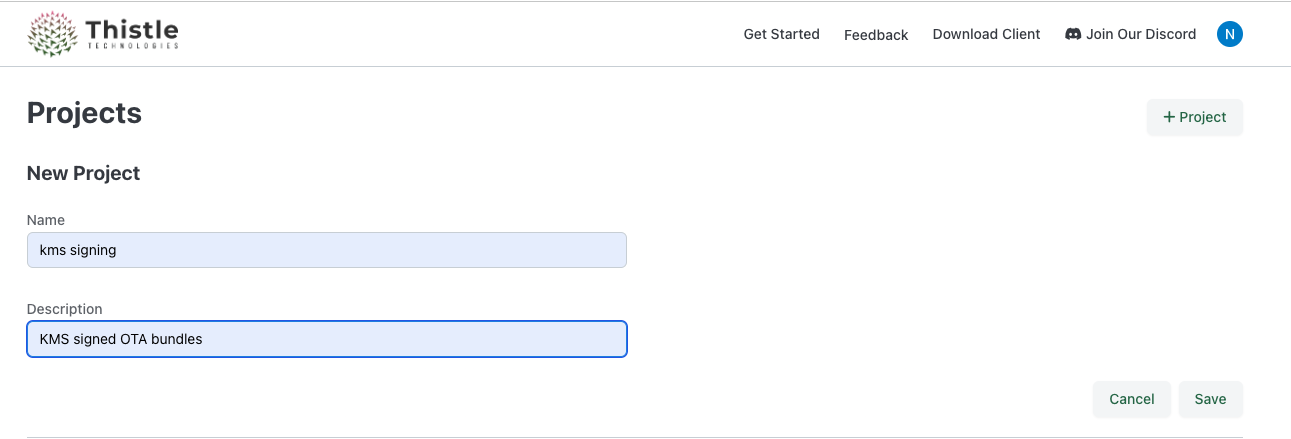 Thistle
TECHNOLOGIES
Get Started
Feedback
Download Client
Join Our Discord
N
Projects
+ Project
New Project
Name
kms signing
Description
KMS signed OTA bundles
Cancel
Save